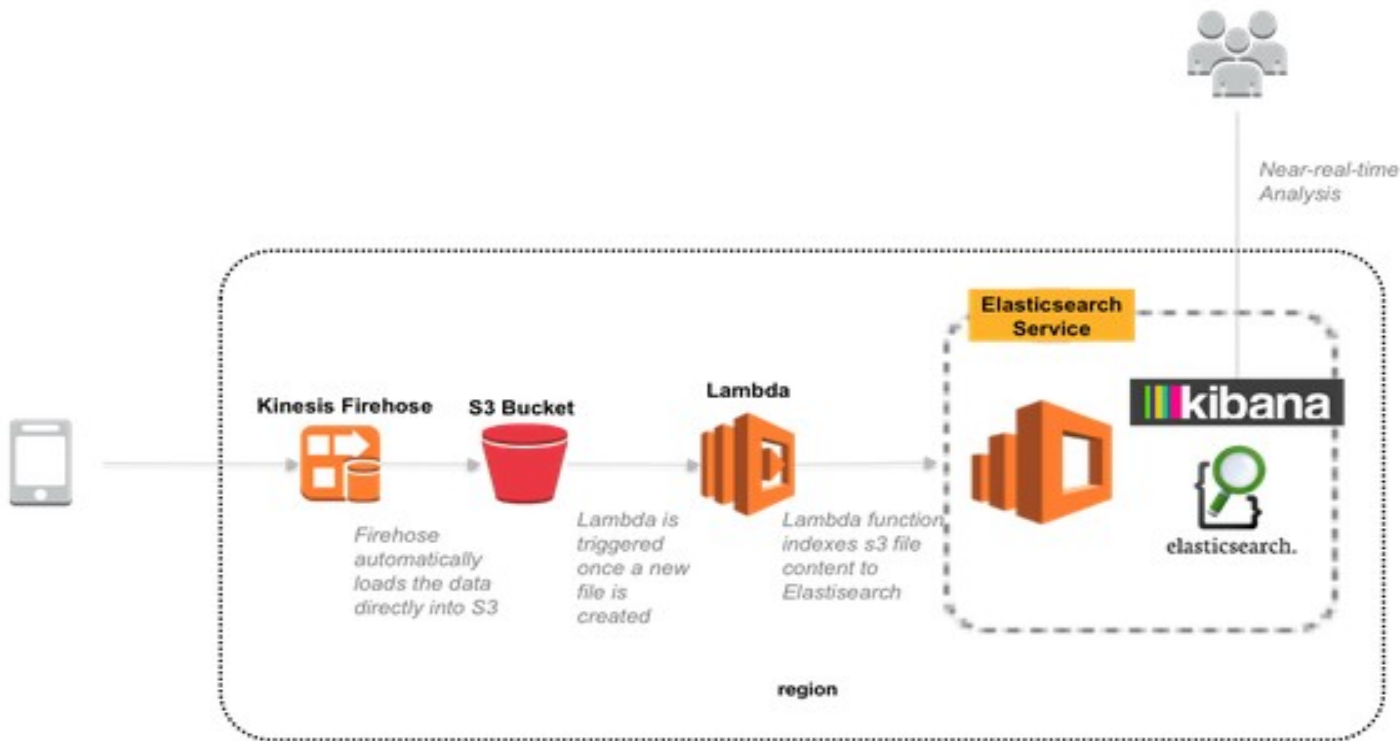 Near-real-time
Analysis
Elasticsearch
Service
Kinesis Firehose
S3 Bucket
Lambda
kibana
Firehose
automatically
loads the data
directly into S3
Lambda is
triggered
once a new
file is
created
Lambda function
indexes s3 file
content to
Elastisearch
elasticsearch.
region